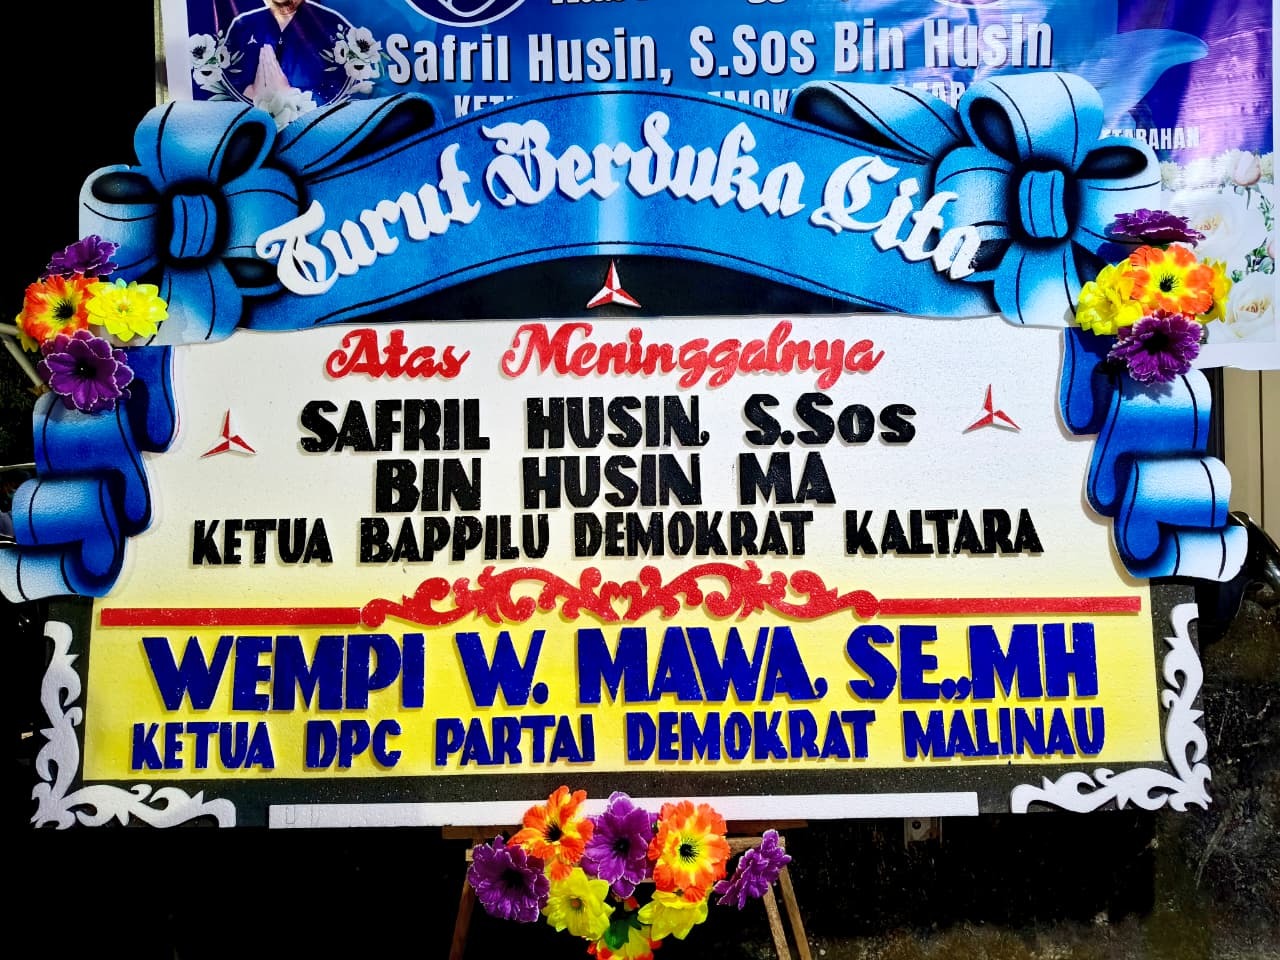 Safril Husin, S.Sos Bin Husin
Turut Berduka Cita
Atas Meninggalnya
SAFRIL HUSIN, S.Sos
BIN HUSIN MA
KETUA BAPPILU DEMOKRAT KALTARA
WEMPI W. MAWA, SE.,MH
KETUA DPC PARTAI DEMOKRAT MALINAU